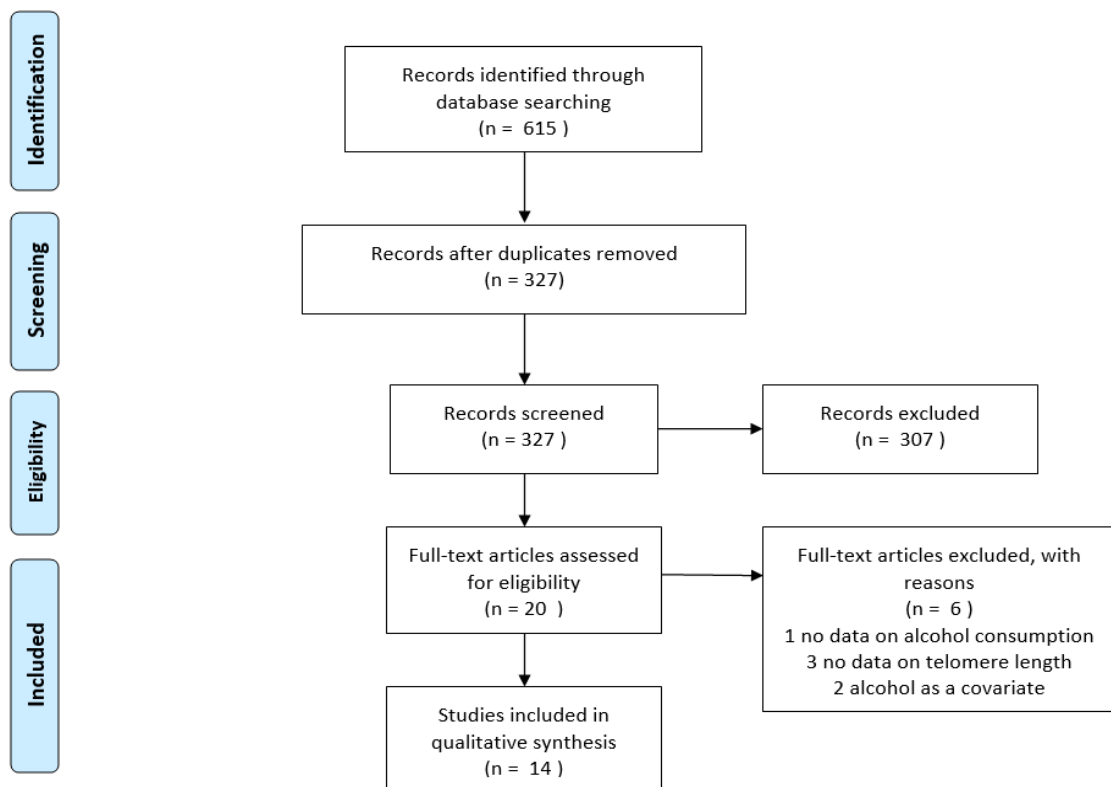 Identification
Records identified through
database searching
(n =  615 )
Screening
Records after duplicates removed
(n = 327)
Eligibility
Records screened
(n = 327 )
Records excluded
(n =  307 )
Full-text articles assessed
for eligibility
(n = 20  )
Full-text articles excluded, with
reasons
(n =  6 )
1 no data on alcohol consumption
3 no data on telomere length
2 alcohol as a covariate
Included
Studies included in
qualitative synthesis
(n =  14 )